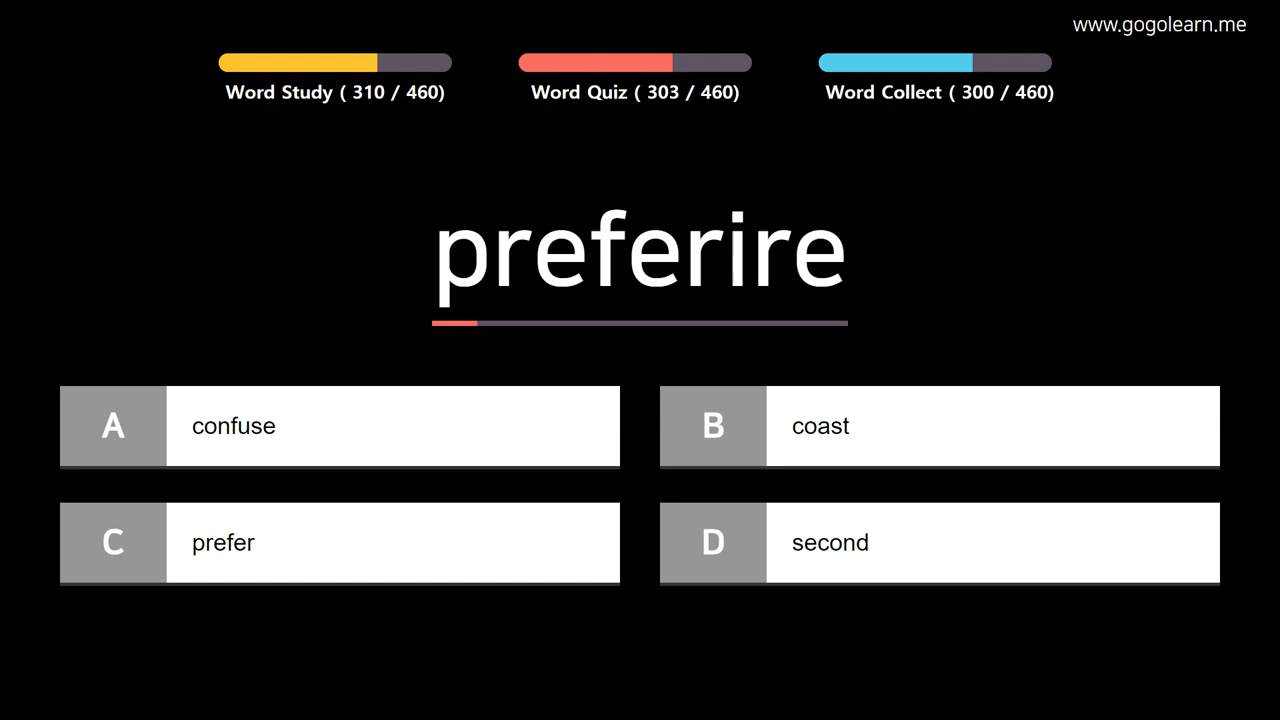 www.gogolearn.me
Word Study ( 310 / 460)
Word Quiz ( 303 / 460)
Word Collect ( 300 / 460)
preferire
A confuse
B coast
C prefer
D second